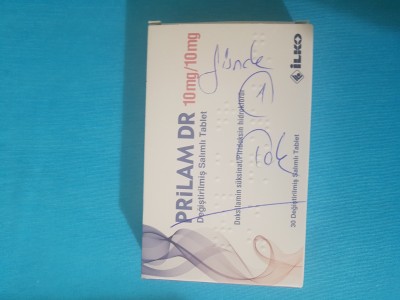 PRİLAM DR 10mg/10mg
Değiştirilmiş Salımlı Tablet
Doksilamin süksinat/Piridoksin hidroklorür
30 Değiştirilmiş Salımlı Tablet
İLKO
Günde
1